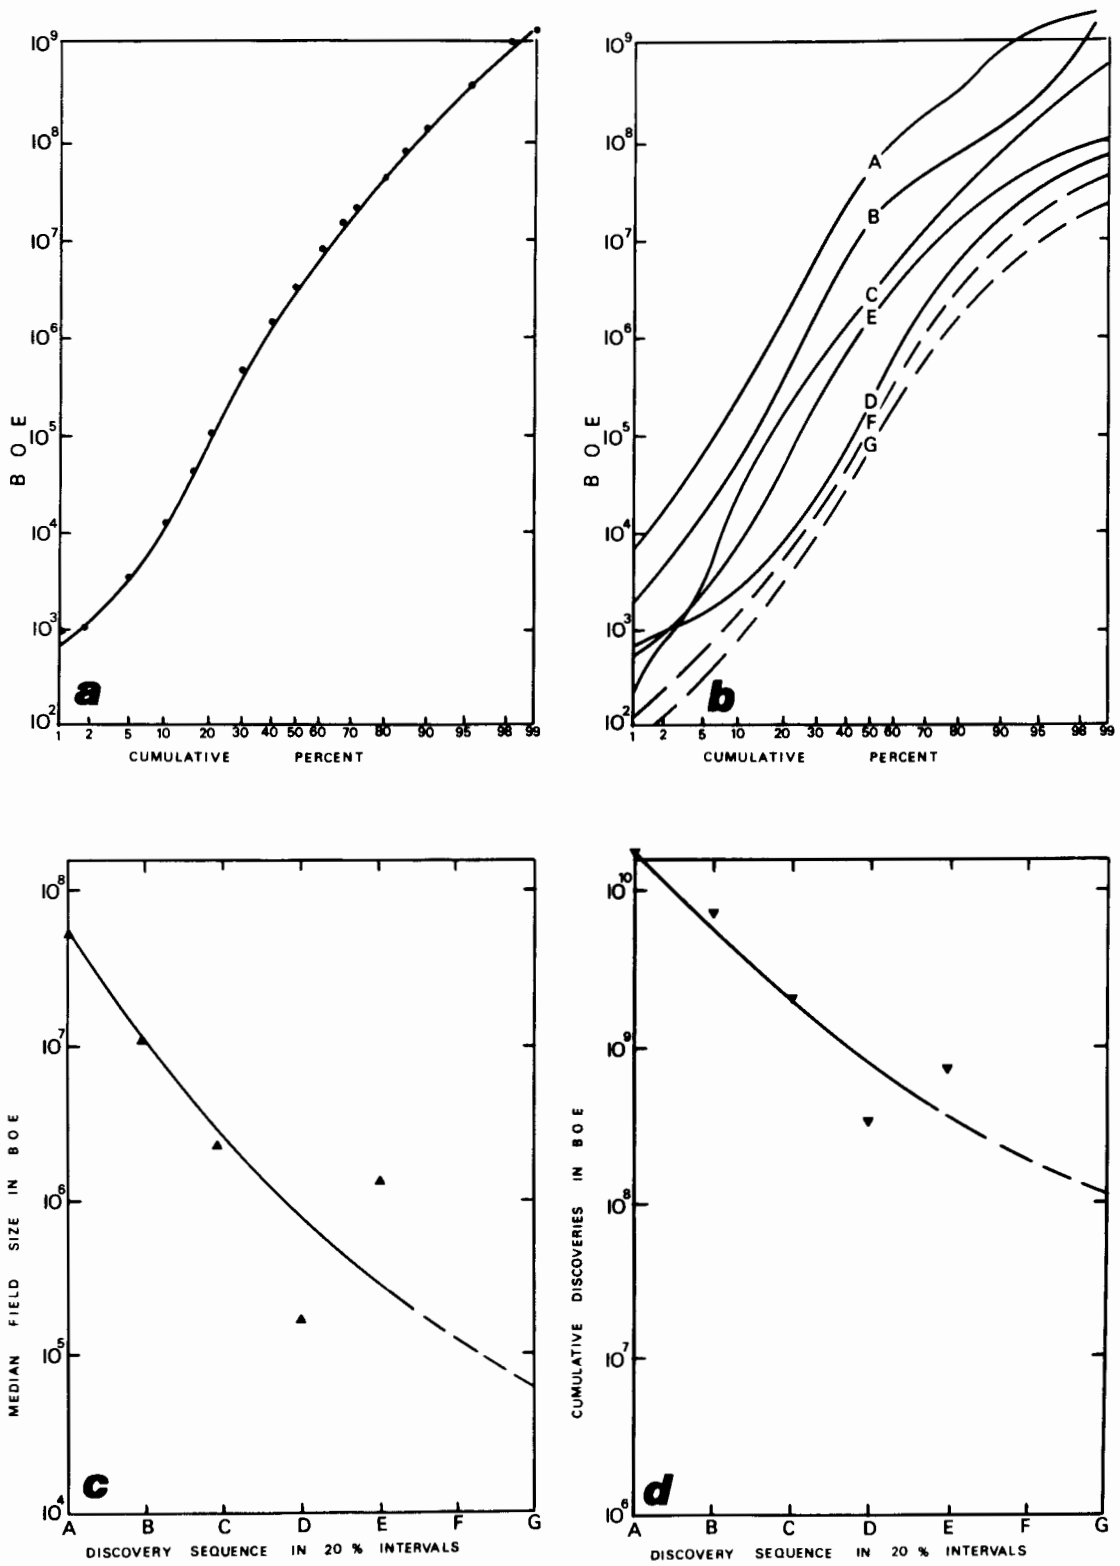 10⁹
10⁸
10⁷
10⁶
10⁵
10⁴
10³
10²
B O E
a
1 2 5 10 20 30 40 50 60 70 80 90 95 98 99
CUMULATIVE PERCENT
10⁹
10⁸
10⁷
10⁶
10⁵
10⁴
10³
10²
B O E
A
B
C
E
D
F
G
b
1 2 5 10 20 30 40 50 60 70 80 90 95 98 99
CUMULATIVE PERCENT
10⁸
10⁷
10⁶
10⁵
10⁴
MEDIAN FIELD SIZE IN BOE
c
A B C D E F G
DISCOVERY SEQUENCE IN 20 % INTERVALS
10¹⁰
10⁹
10⁸
10⁷
10⁶
CUMULATIVE DISCOVERIES IN BOE
d
A B C D E F G
DISCOVERY SEQUENCE IN 20 % INTERVALS